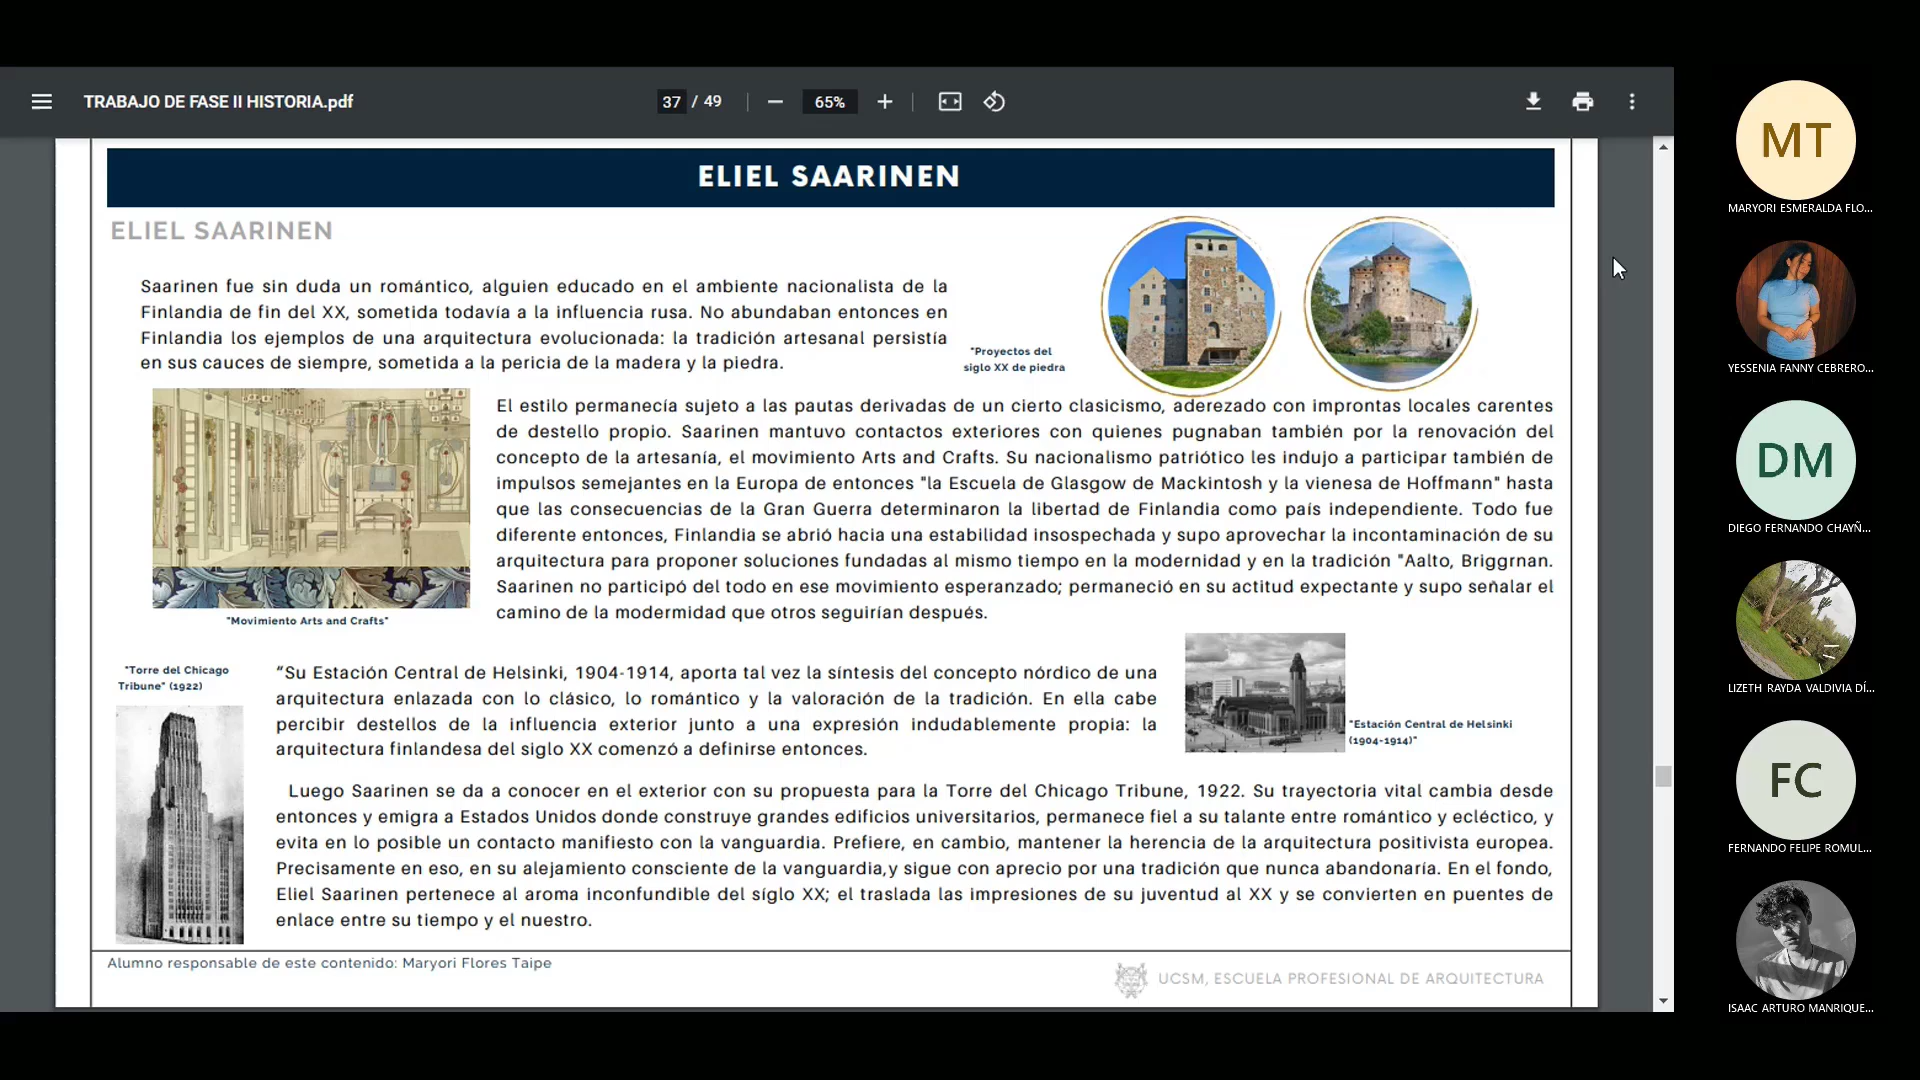 TRABAJO DE FASE II HISTORIA.pdf
37 / 49
65%
ELIEL SAARINEN
ELIEL SAARINEN
Saarinen fue sin duda un romántico, alguien educado en el ambiente nacionalista de la
Finlandia de fin del XX, sometida todavía a la influencia rusa. No abundaban entonces en
Finlandia los ejemplos de una arquitectura evolucionada: la tradición artesanal persistía
en sus cauces de siempre, sometida a la pericia de la madera y la piedra.
"Proyectos del
siglo XX de piedra
El estilo permanecía sujeto a las pautas derivadas de un cierto clasicismo, aderezado con improntas locales carentes
de destello propio. Saarinen mantuvo contactos exteriores con quienes pugnaban también por la renovación del
concepto de la artesanía, el movimiento Arts and Crafts. Su nacionalismo patriótico les indujo a participar también de
impulsos semejantes en la Europa de entonces "la Escuela de Glasgow de Mackintosh y la vienesa de Hoffmann" hasta
que las consecuencias de la Gran Guerra determinaron la libertad de Finlandia como país independiente. Todo fue
diferente entonces, Finlandia se abrió hacia una estabilidad insospechada y supo aprovechar la incontaminación de su
arquitectura para proponer soluciones fundadas al mismo tiempo en la modernidad y en la tradición "Aalto, Briggrnan.
Saarinen no participó del todo en ese movimiento esperanzado; permaneció en su actitud expectante y supo señalar el
camino de la modermidad que otros seguirían después.
"Movimiento Arts and Crafts"
"Torre del Chicago
Tribune" (1922)
“Su Estación Central de Helsinki, 1904-1914, aporta tal vez la síntesis del concepto nórdico de una
arquitectura enlazada con lo clásico, lo romántico y la valoración de la tradición. En ella cabe
percibir destellos de la influencia exterior junto a una expresión indudablemente propia: la
arquitectura finlandesa del siglo XX comenzó a definirse entonces.
"Estación Central de Helsinki
(1904-1914)"
Luego Saarinen se da a conocer en el exterior con su propuesta para la Torre del Chicago Tribune, 1922. Su trayectoria vital cambia desde
entonces y emigra a Estados Unidos donde construye grandes edificios universitarios, permanece fiel a su talante entre romántico y ecléctico, y
evita en lo posible un contacto manifiesto con la vanguardia. Prefiere, en cambio, mantener la herencia de la arquitectura positivista europea.
Precisamente en eso, en su alejamiento consciente de la vanguardia,y sigue con aprecio por una tradición que nunca abandonaría. En el fondo,
Eliel Saarinen pertenece al aroma inconfundible del síglo XX; el traslada las impresiones de su juventud al XX y se convierten en puentes de
enlace entre su tiempo y el nuestro.
Alumno responsable de este contenido: Maryori Flores Taipe
UCSM, ESCUELA PROFESIONAL DE ARQUITECTURA
MT
MARYORI ESMERALDA FLO...
YESSENIA FANNY CEBRERO...
DM
DIEGO FERNANDO CHAYÑ...
LIZETH RAYDA VALDIVIA DÍ...
FC
FERNANDO FELIPE ROMUL...
ISAAC ARTURO MANRIQUE...